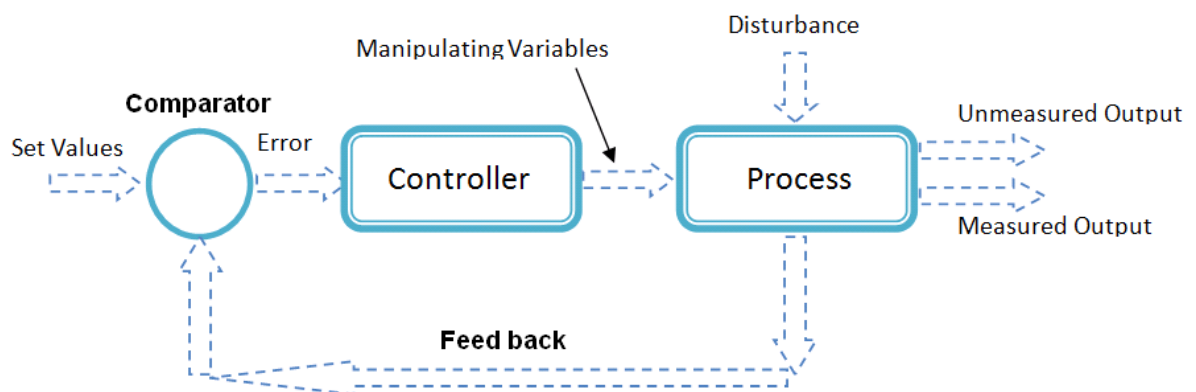 Disturbance
Manipulating Variables
Comparator
Unmeasured Output
Set Values
Error
Controller
Process
Measured Output
Feed back